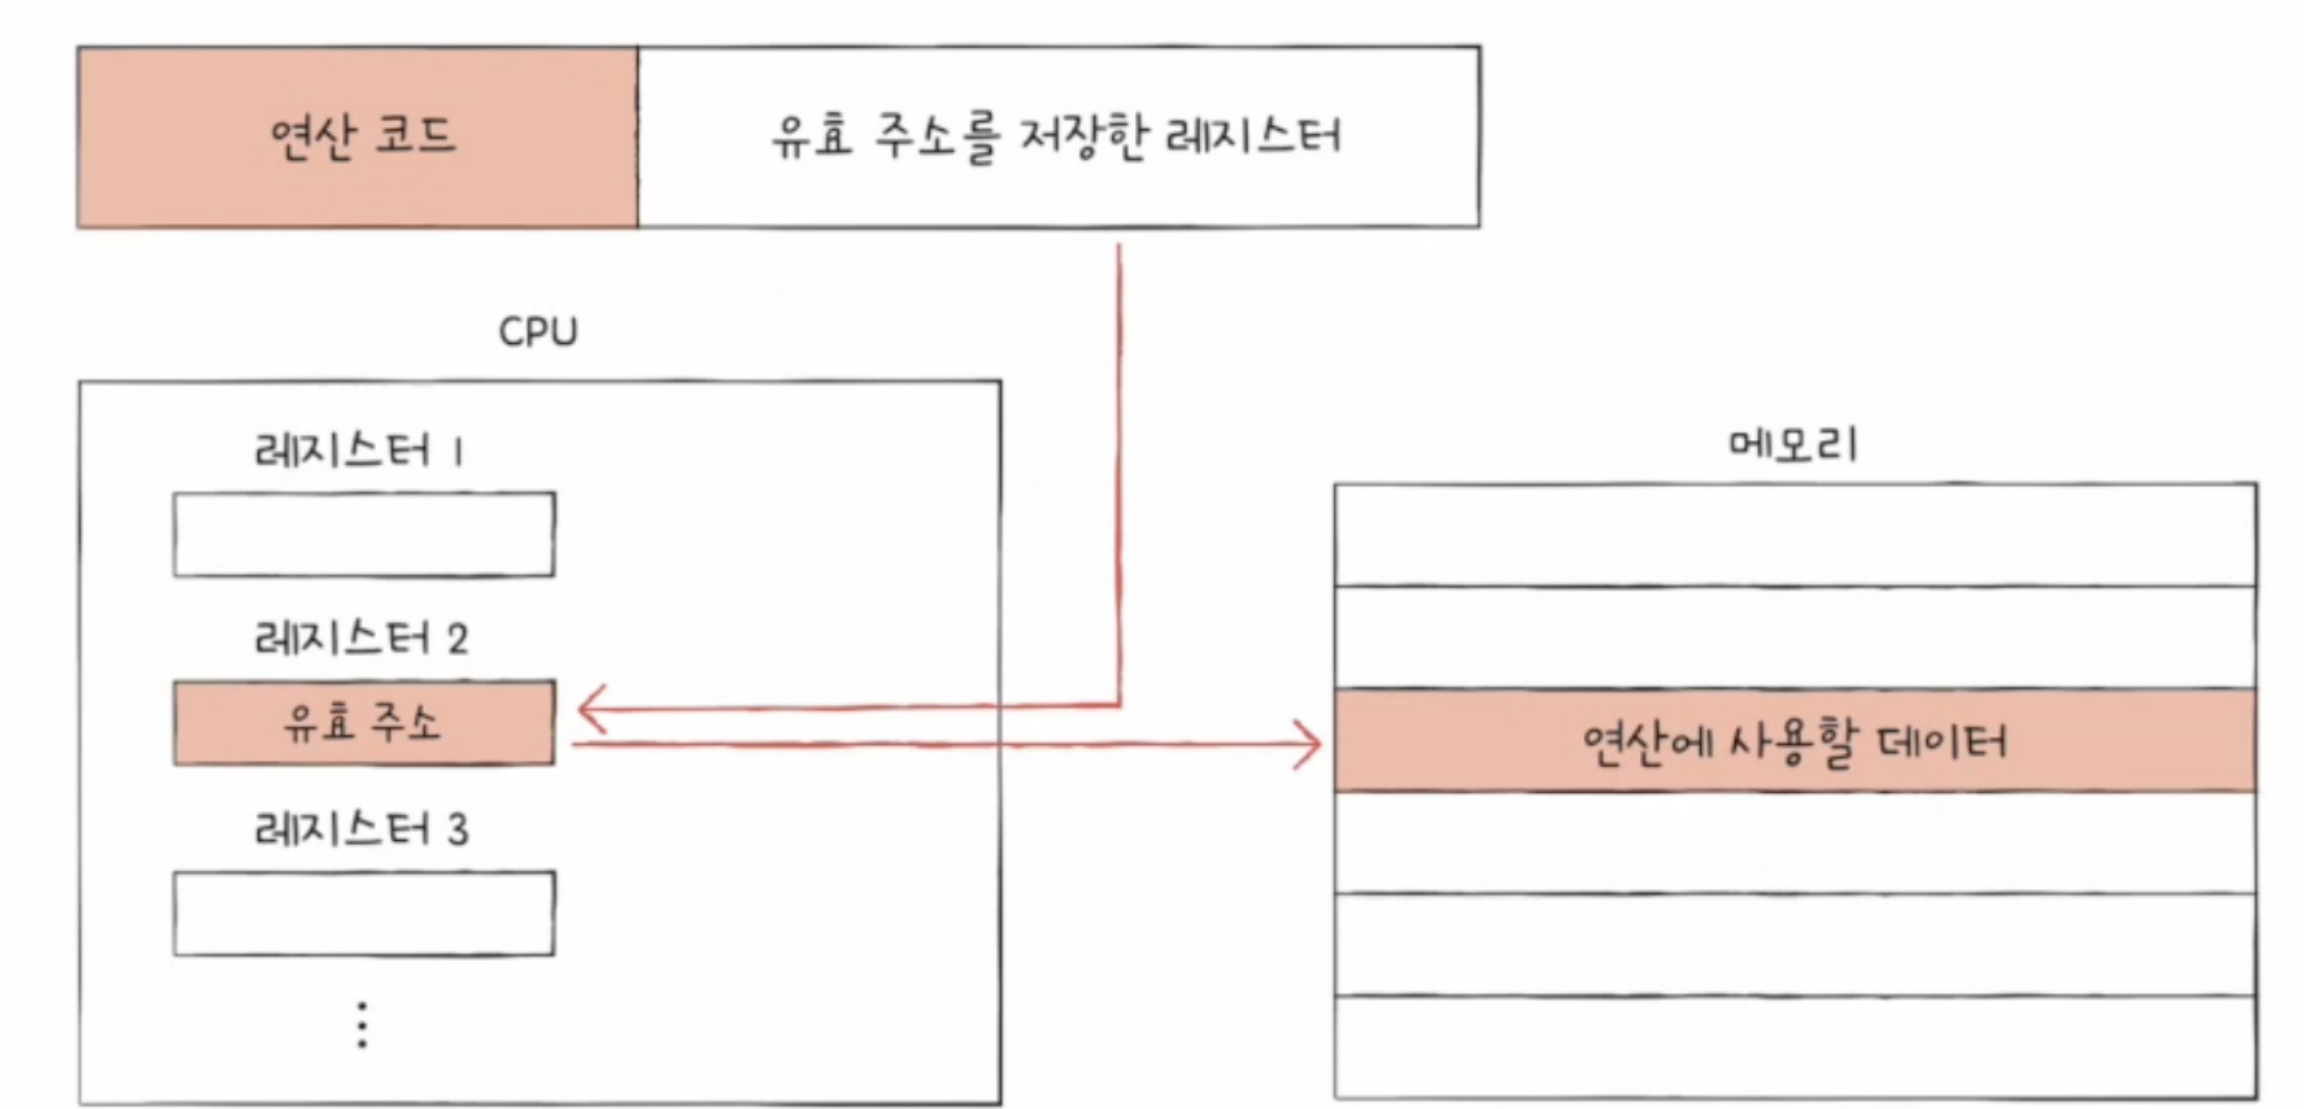 연산 코드
유효 주소를 저장한 레지스터
CPU
레지스터 1
레지스터 2
유효 주소
레지스터 3
메모리
연산에 사용할 데이터